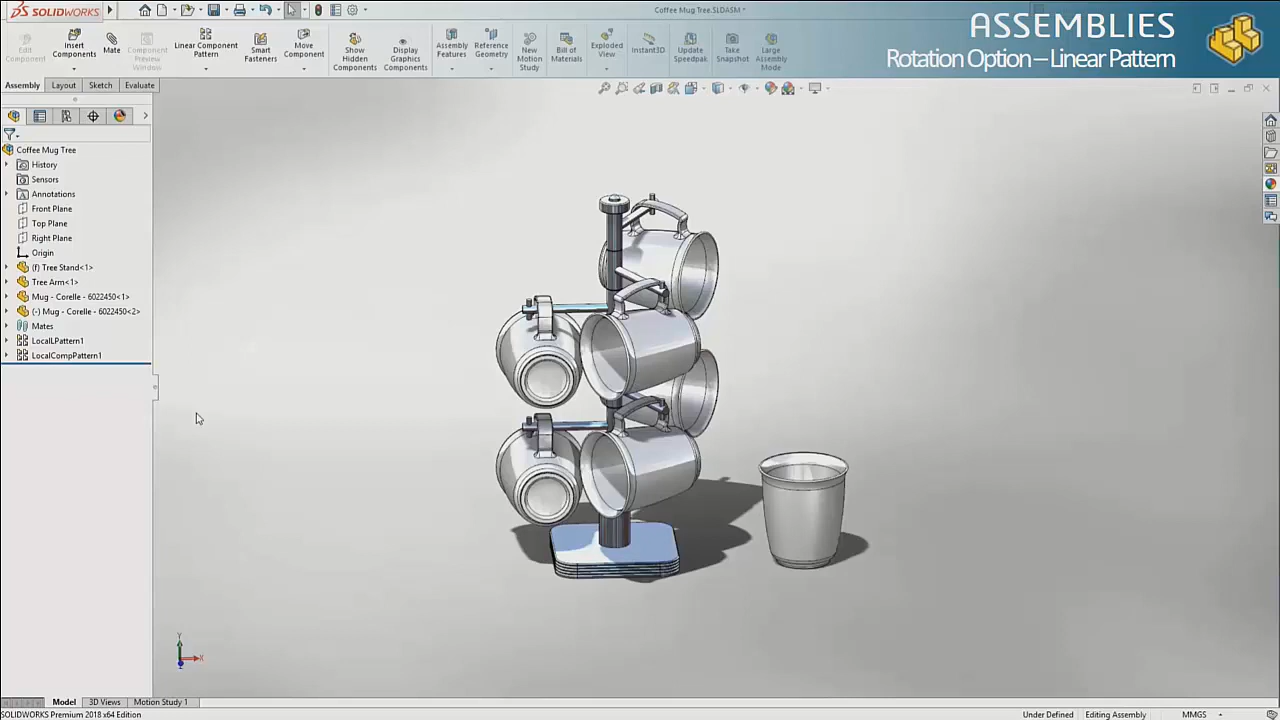 SOLIDWORKS
Coffee Mug Tree.SLDASM *
ASSEMBLIES
Rotation Option – Linear Pattern
Edit
Component
Insert
Components
Mate
Component
Preview
Window
Linear Component
Pattern
Smart
Fasteners
Move
Component
Show
Hidden
Components
Display
Graphics
Components
Assembly
Features
Reference
Geometry
New
Motion
Study
Bill of
Materials
Exploded
View
Instant3D
Update
Speedpak
Take
Snapshot
Large
Assembly
Mode
Assembly
Layout
Sketch
Evaluate
Coffee Mug Tree
History
Sensors
Annotations
Front Plane
Top Plane
Right Plane
Origin
(f) Tree Stand<1>
Tree Arm<1>
Mug - Corelle - 6022450<1>
(-) Mug - Corelle - 6022450<2>
Mates
LocalLPattern1
LocalCompPattern1
Y
X
Model
3D Views
Motion Study 1
SOLIDWORKS Premium 2018 x64 Edition
Under Defined
Editing Assembly
MMGS